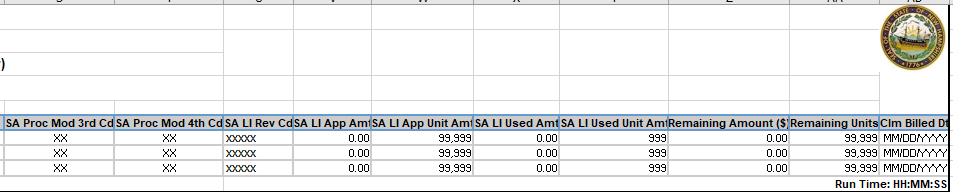 )
SA Proc Mod 3rd Cd SA Proc Mod 4th Cd SA LI Rev Cd SA LI App Amt SA LI App Unit Amt SA LI Used Amt SA LI Used Unit Amt Remaining Amount ($) Remaining Units Clm Billed Dt
XX XX XXXXX 0.00 99,999 0.00 999 0.00 99,999 MM/DD/YYYY
XX XX XXXXX 0.00 99,999 0.00 999 0.00 99,999 MM/DD/YYYY
XX XX XXXXX 0.00 99,999 0.00 999 0.00 99,999 MM/DD/YYYY
Run Time: HH:MM:SS